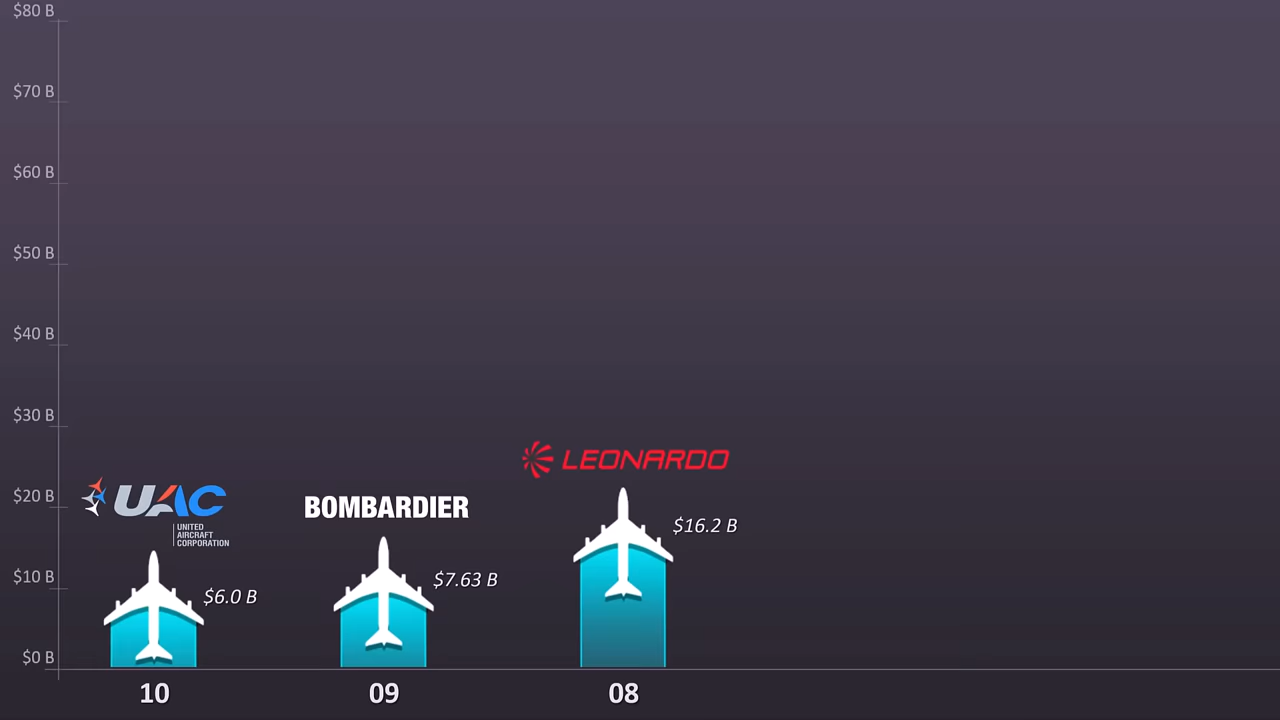 $80 B
$70 B
$60 B
$50 B
$40 B
$30 B
$20 B
$10 B
$0 B
UAC
UNITED
AIRCRAFT
CORPORATION
$6.0 B
BOMBARDIER
$7.63 B
LEONARDO
$16.2 B
10
09
08